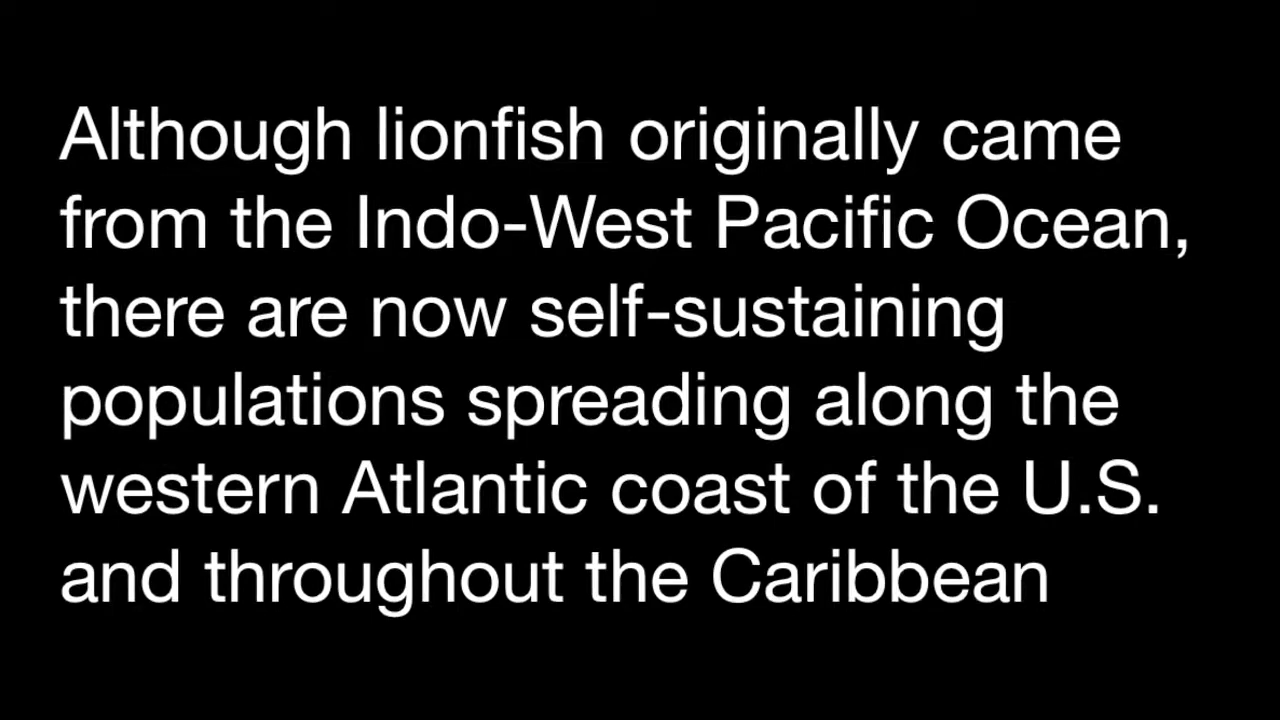 Although lionfish originally came
from the Indo-West Pacific Ocean,
there are now self-sustaining
populations spreading along the
western Atlantic coast of the U.S.
and throughout the Caribbean